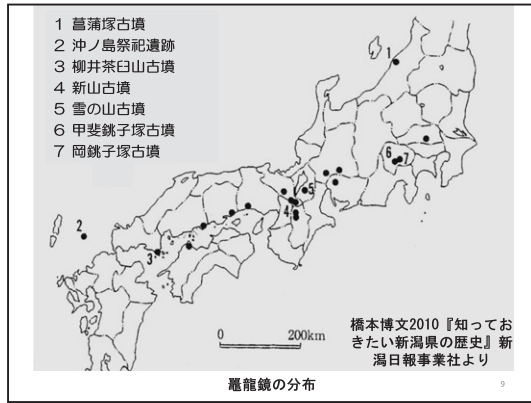 1 菖蒲塚古墳
2 沖ノ島祭祀遺跡
3 柳井茶臼山古墳
4 新山古墳
5 雪の山古墳
6 甲斐銚子塚古墳
7 岡銚子塚古墳
1
6
7
5
4
2
3
0
200km
橋本博文2010『知ってお
きたい新潟県の歴史』新
潟日報事業社より
鼉龍鏡の分布
9